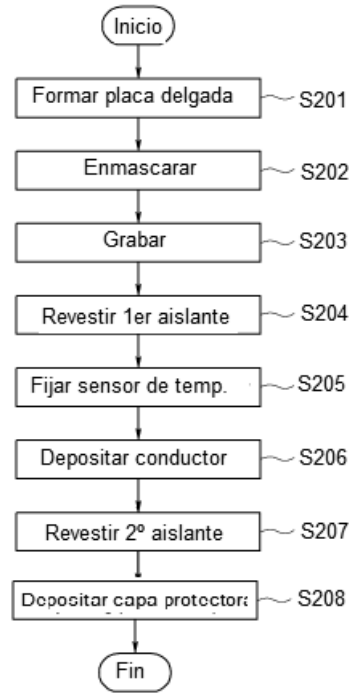 Inicio
Formar placa delgada S201
Enmascarar S202
Grabar S203
Revestir 1er aislante S204
Fijar sensor de temp. S205
Depositar conductor S206
Revestir 2º aislante S207
Depositar capa protectora S208
Fin